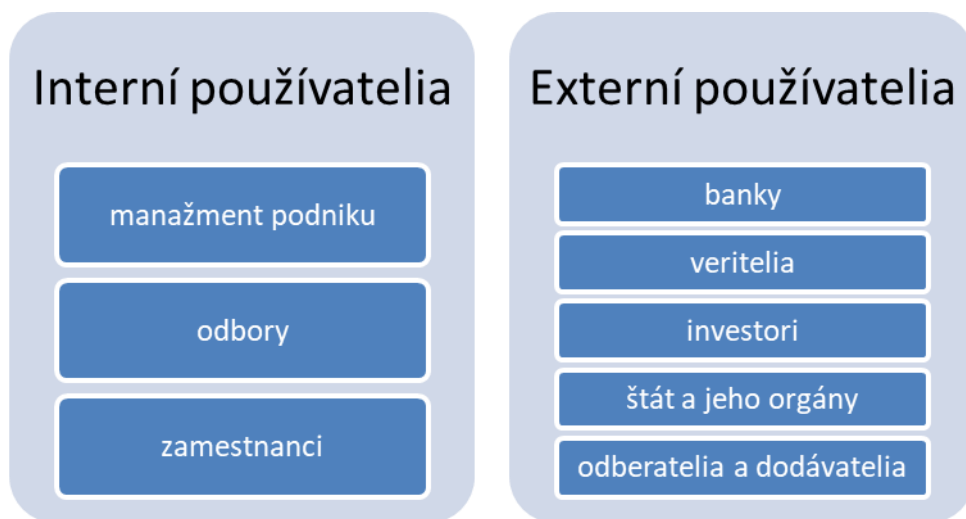 Interní používatelia
manažment podniku
odbory
zamestnanci
Externí používatelia
banky
veritelia
investori
štát a jeho orgány
odberatelia a dodávatelia